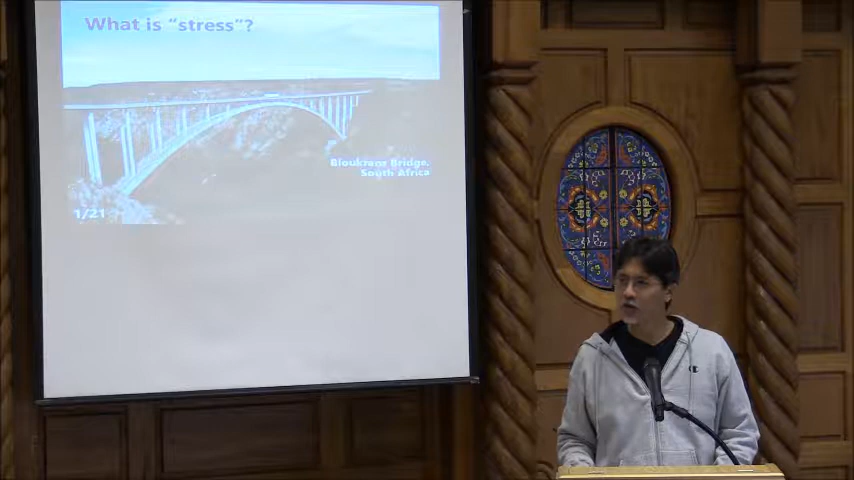 What is "stress"?
Bloukrans Bridge,
South Africa
1/21